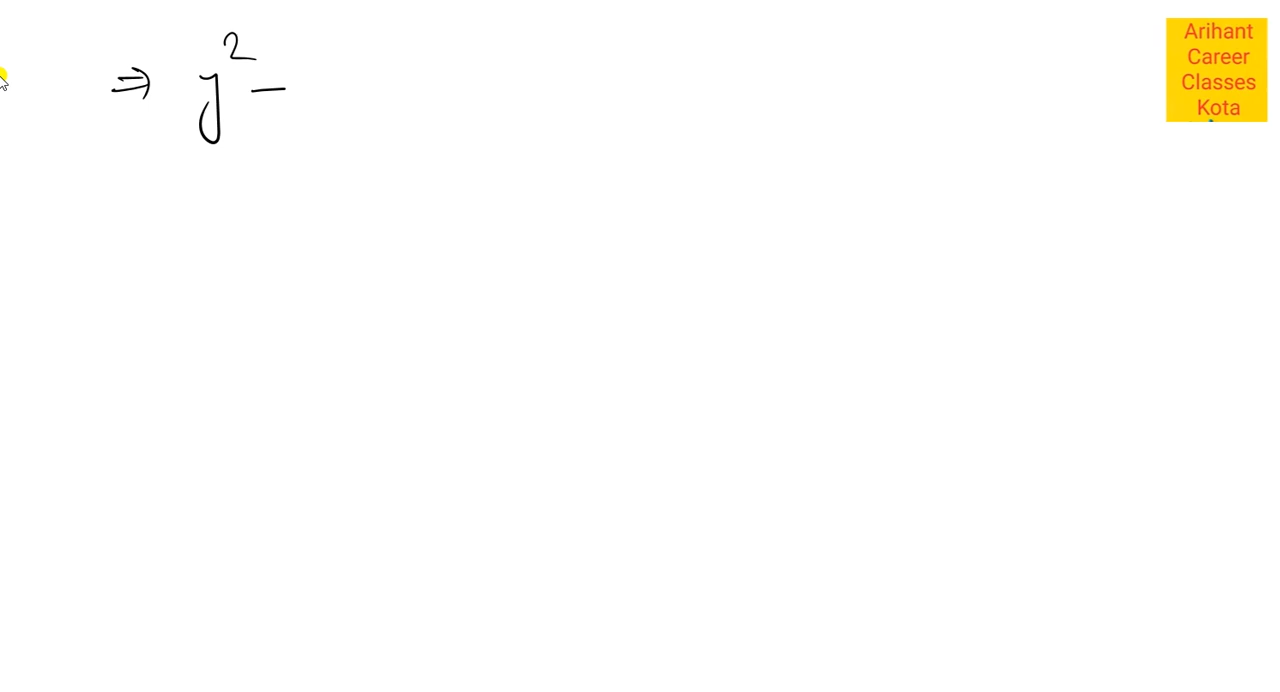 ⇒ y² –
Arihant
Career
Classes
Kota